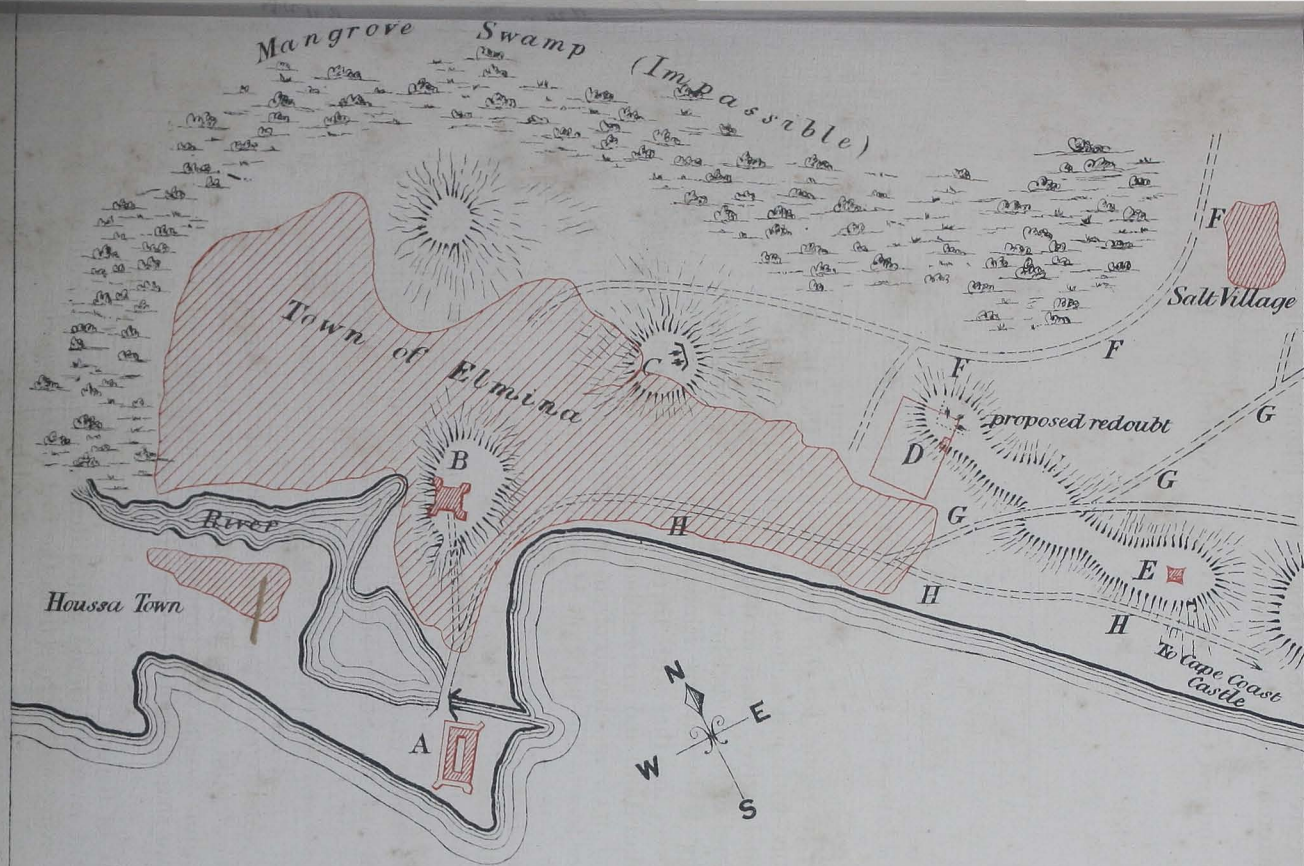 Mangrove Swamp (Impassible)
F
Salt Village
Town of Elmina
C
F
F
G
proposed redoubt
D
B
G
G
River
H
E
Houssa Town
H
H
To Cape Coast
Castle
A
N
E
W
S